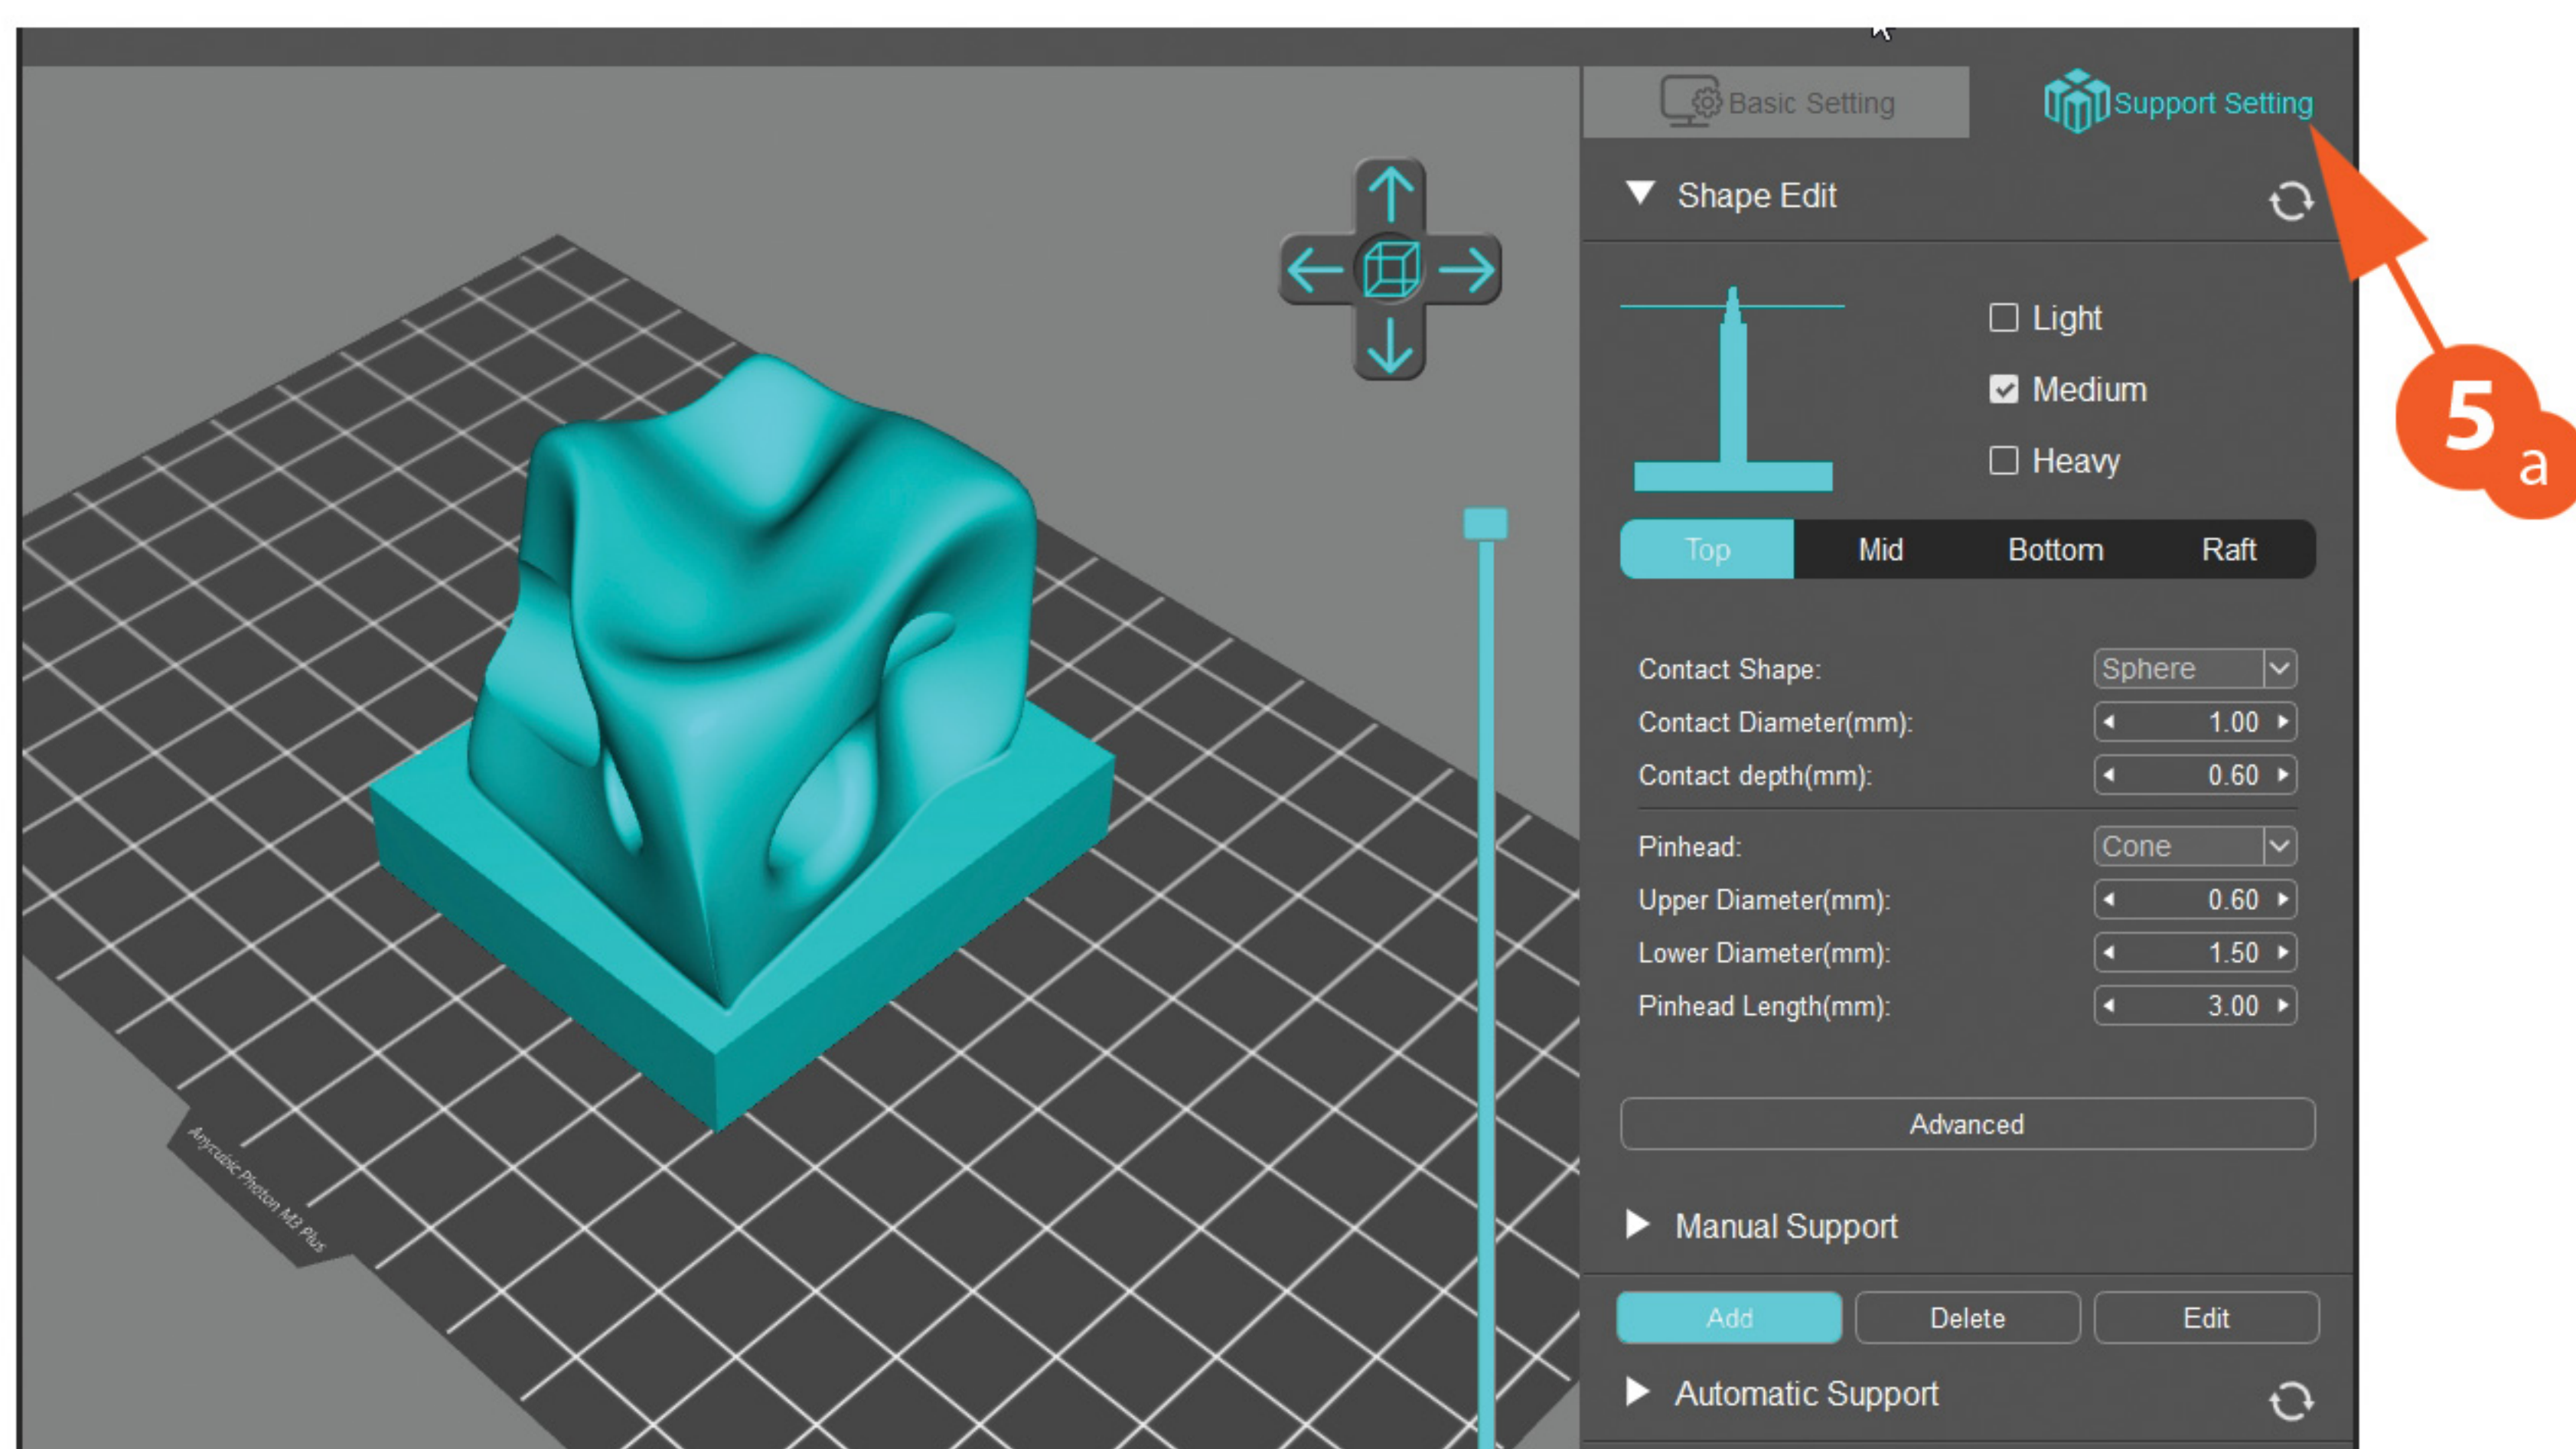 Basic Setting
Support Setting
Shape Edit
Light
Medium
Heavy
5
a
Top Mid Bottom Raft
Contact Shape: Sphere
Contact Diameter(mm): 1.00
Contact depth(mm): 0.60
Pinhead: Cone
Upper Diameter(mm): 0.60
Lower Diameter(mm): 1.50
Pinhead Length(mm): 3.00
Advanced
Anycubic Photon M3 Plus
Manual Support
Add Delete Edit
Automatic Support